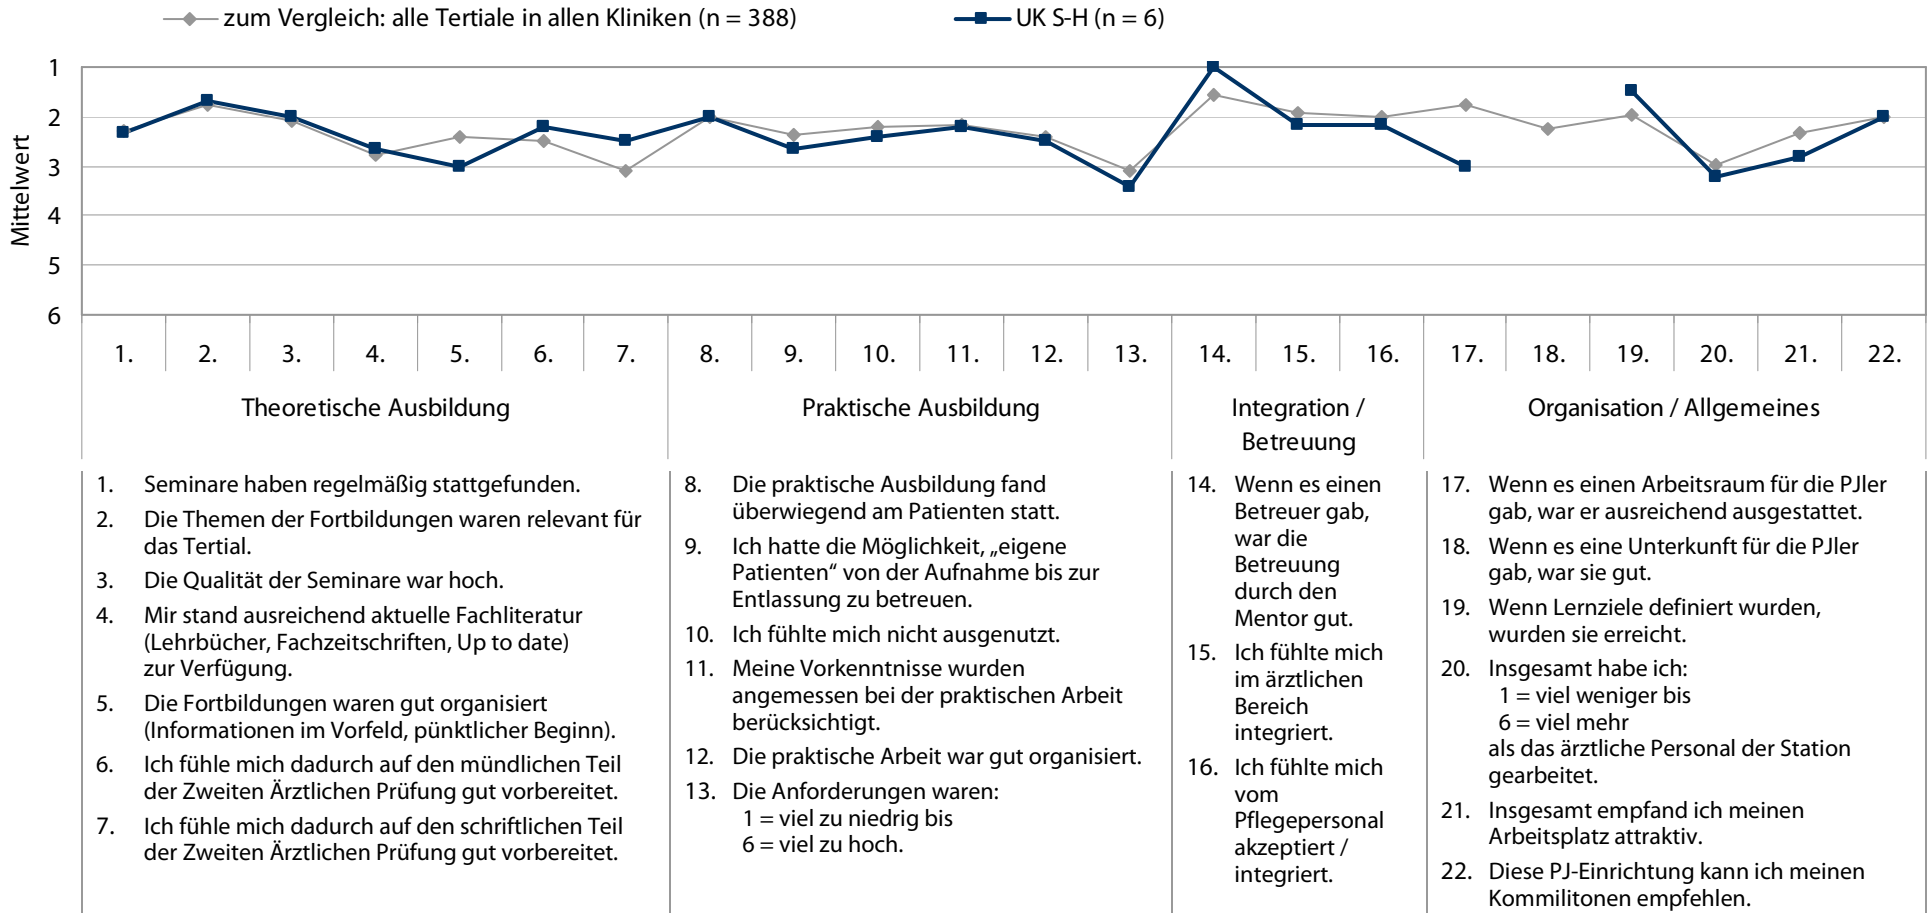 zum Vergleich: alle Tertiale in allen Kliniken (n = 388)
UK S-H (n = 6)
Mittelwert
1
2
3
4
5
6
1. 2. 3. 4. 5. 6. 7. 8. 9. 10. 11. 12. 13. 14. 15. 16. 17. 18. 19. 20. 21. 22.
Theoretische Ausbildung
Praktische Ausbildung
Integration /
Betreuung
Organisation / Allgemeines
1. Seminare haben regelmäßig stattgefunden.
2. Die Themen der Fortbildungen waren relevant für
das Tertial.
3. Die Qualität der Seminare war hoch.
4. Mir stand ausreichend aktuelle Fachliteratur
(Lehrbücher, Fachzeitschriften, Up to date)
zur Verfügung.
5. Die Fortbildungen waren gut organisiert
(Informationen im Vorfeld, pünktlicher Beginn).
6. Ich fühle mich dadurch auf den mündlichen Teil
der Zweiten Ärztlichen Prüfung gut vorbereitet.
7. Ich fühle mich dadurch auf den schriftlichen Teil
der Zweiten Ärztlichen Prüfung gut vorbereitet.
8. Die praktische Ausbildung fand
überwiegend am Patienten statt.
9. Ich hatte die Möglichkeit, „eigene
Patienten“ von der Aufnahme bis zur
Entlassung zu betreuen.
10. Ich fühlte mich nicht ausgenutzt.
11. Meine Vorkenntnisse wurden
angemessen bei der praktischen Arbeit
berücksichtigt.
12. Die praktische Arbeit war gut organisiert.
13. Die Anforderungen waren:
1 = viel zu niedrig bis
6 = viel zu hoch.
14. Wenn es einen
Betreuer gab,
war die
Betreuung
durch den
Mentor gut.
15. Ich fühlte mich
im ärztlichen
Bereich
integriert.
16. Ich fühlte mich
vom
Pflegepersonal
akzeptiert /
integriert.
17. Wenn es einen Arbeitsraum für die PJler
gab, war er ausreichend ausgestattet.
18. Wenn es eine Unterkunft für die PJler
gab, war sie gut.
19. Wenn Lernziele definiert wurden,
wurden sie erreicht.
20. Insgesamt habe ich:
1 = viel weniger bis
6 = viel mehr
als das ärztliche Personal der Station
gearbeitet.
21. Insgesamt empfand ich meinen
Arbeitsplatz attraktiv.
22. Diese PJ-Einrichtung kann ich meinen
Kommilitonen empfehlen.